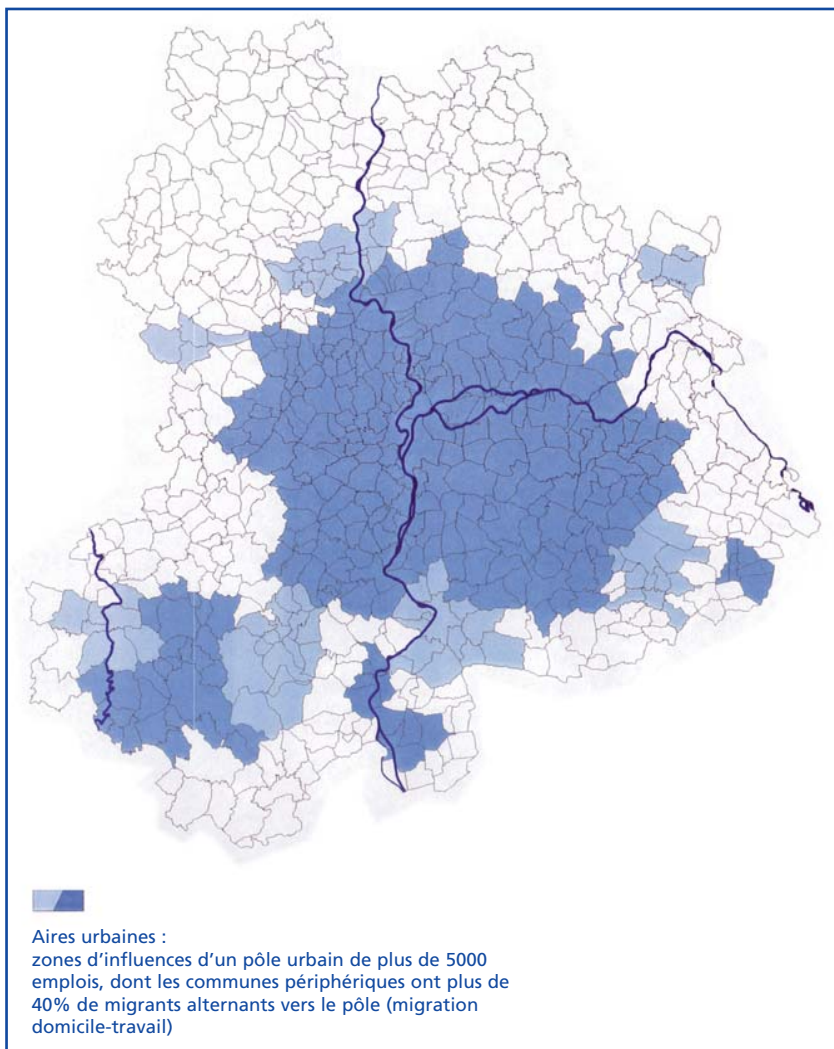 Aires urbaines :
zones d'influences d'un pôle urbain de plus de 5000
emplois, dont les communes périphériques ont plus de
40% de migrants alternants vers le pôle (migration
domicile-travail)